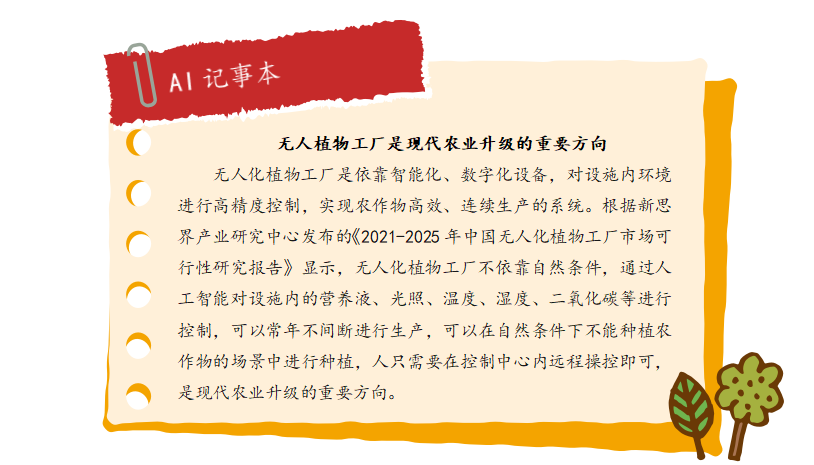 AI 记事本
无人植物工厂是现代农业升级的重要方向
无人化植物工厂是依靠智能化、数字化设备，对设施内环境
进行高精度控制，实现农作物高效、连续生产的系统。根据新思
界产业研究中心发布的《2021-2025 年中国无人化植物工厂市场可
行性研究报告》显示，无人化植物工厂不依靠自然条件，通过人
工智能对设施内的营养液、光照、温度、湿度、二氧化碳等进行
控制，可以常年不间断进行生产，可以在自然条件下不能种植农
作物的场景中进行种植，人只需要在控制中心内远程操控即可，
是现代农业升级的重要方向。